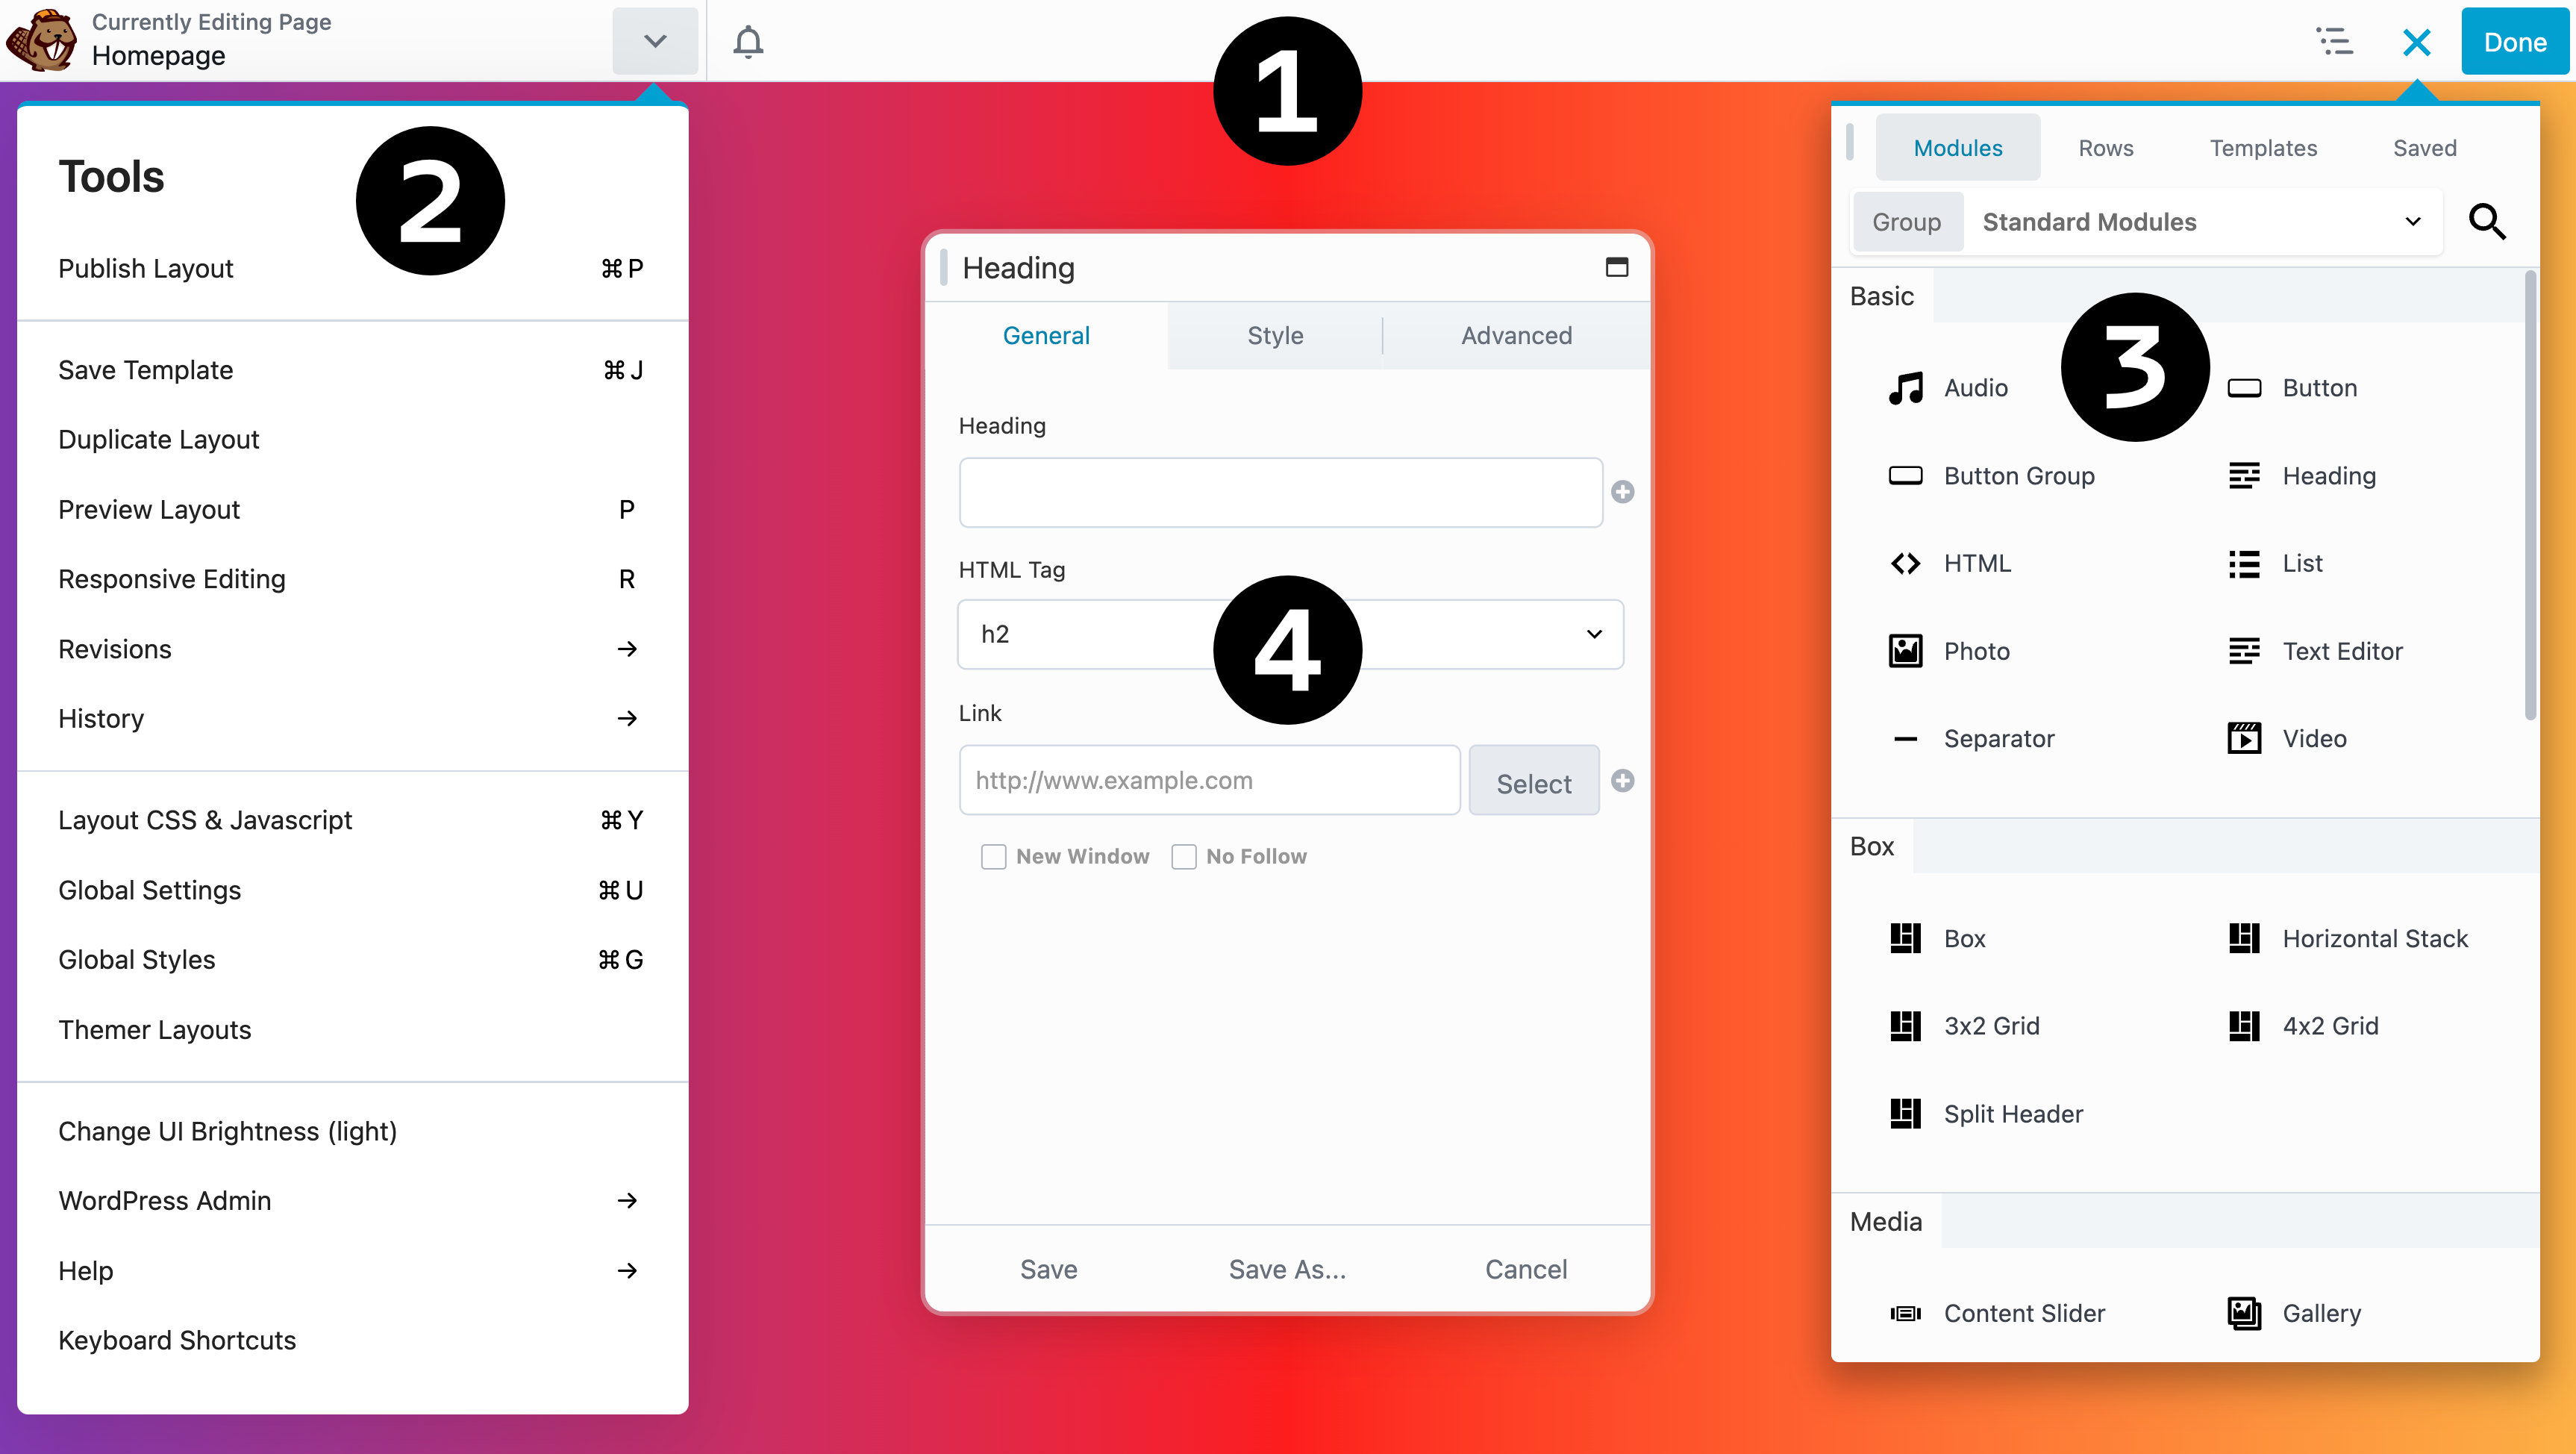 Currently Editing Page
Homepage
Done
1
Tools
2
Publish Layout ⌘ P
Save Template ⌘ J
Duplicate Layout
Preview Layout P
Responsive Editing R
Revisions →
History →
Layout CSS & Javascript ⌘ Y
Global Settings ⌘ U
Global Styles ⌘ G
Themer Layouts
Change UI Brightness (light)
WordPress Admin →
Help →
Keyboard Shortcuts
Heading
General Style Advanced
Heading
HTML Tag
h2
4
Link
http://www.example.com Select
New Window No Follow
Save Save As... Cancel
Modules Rows Templates Saved
Group Standard Modules
Basic
3
Audio Button
Button Group Heading
HTML List
Photo Text Editor
Separator Video
Box
Box Horizontal Stack
3x2 Grid 4x2 Grid
Split Header
Media
Content Slider Gallery